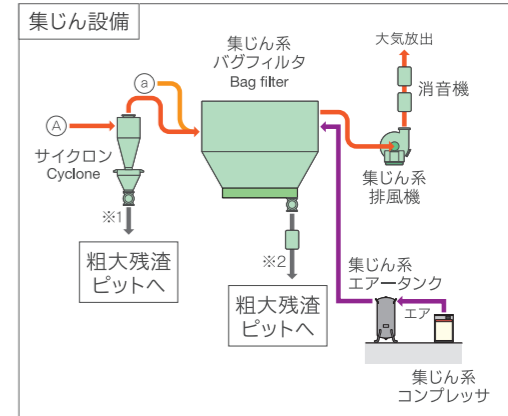 集じん設備
集じん系
バグフィルタ
Bag filter
大気放出
消音機
a
A
サイクロン
Cyclone
集じん系
排風機
※1
粗大残渣
ピットへ
※2
粗大残渣
ピットへ
集じん系
エアータンク
エア
集じん系
コンプレッサ